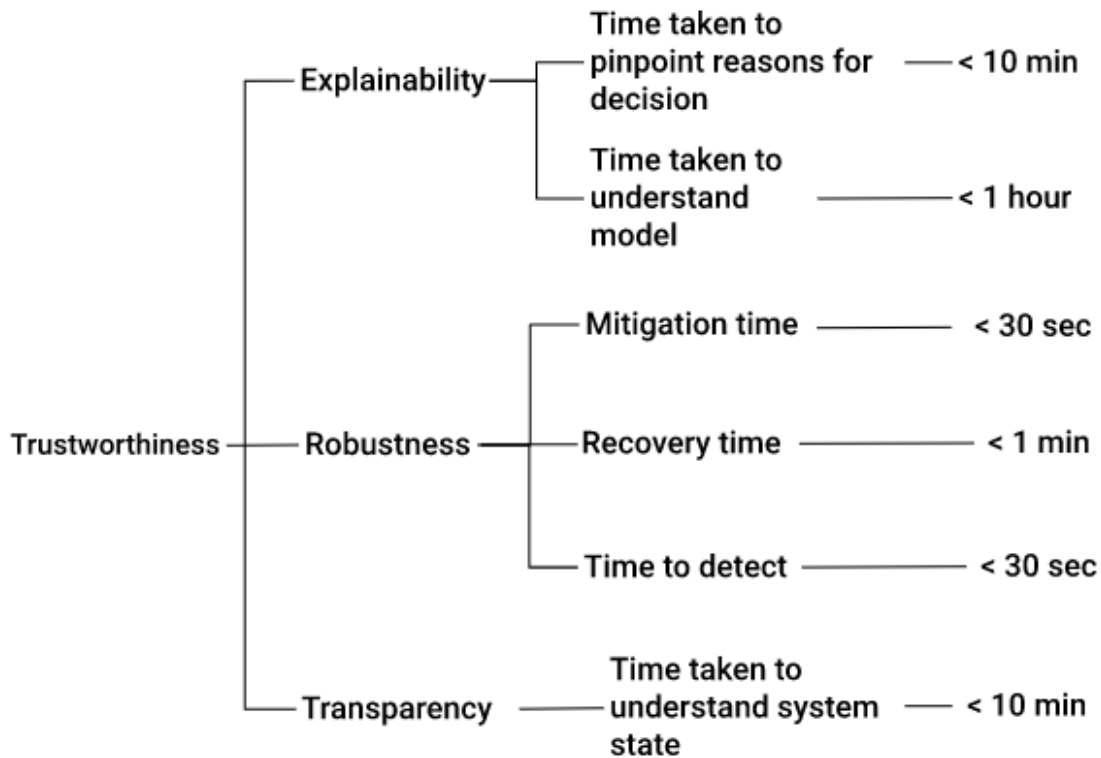 Time taken to
pinpoint reasons for
decision
< 10 min
Explainability
Time taken to
understand
model
< 1 hour
Mitigation time
< 30 sec
Trustworthiness
Robustness
Recovery time
< 1 min
Time to detect
< 30 sec
Transparency
Time taken to
understand system
state
< 10 min